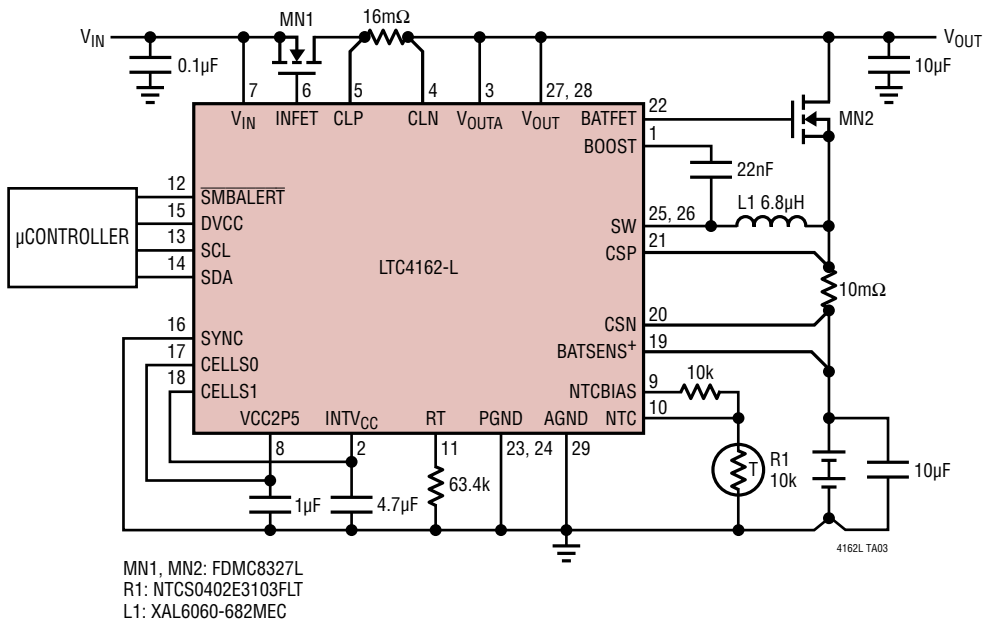 MN1
16mΩ
VIN
VOUT
0.1µF
10µF
7
6
5
4
3
27, 28
VIN
INFET
CLP
CLN
VOUTA
VOUT
BATFET
22
MN2
BOOST
1
22nF
L1 6.8µH
SW
25, 26
CSP
21
µCONTROLLER
12
SMBALERT
15
DVCC
13
SCL
14
SDA
LTC4162-L
10mΩ
CSN
20
BATSENS+
19
16
SYNC
17
CELLS0
18
CELLS1
NTCBIAS
9
10k
NTC
10
VCC2P5
INTVCC
RT
PGND
AGND
8
2
11
23, 24
29
1µF
4.7µF
63.4k
T
R1
10k
10µF
4162L TA03
MN1, MN2: FDMC8327L
R1: NTCS0402E3103FLT
L1: XAL6060-682MEC